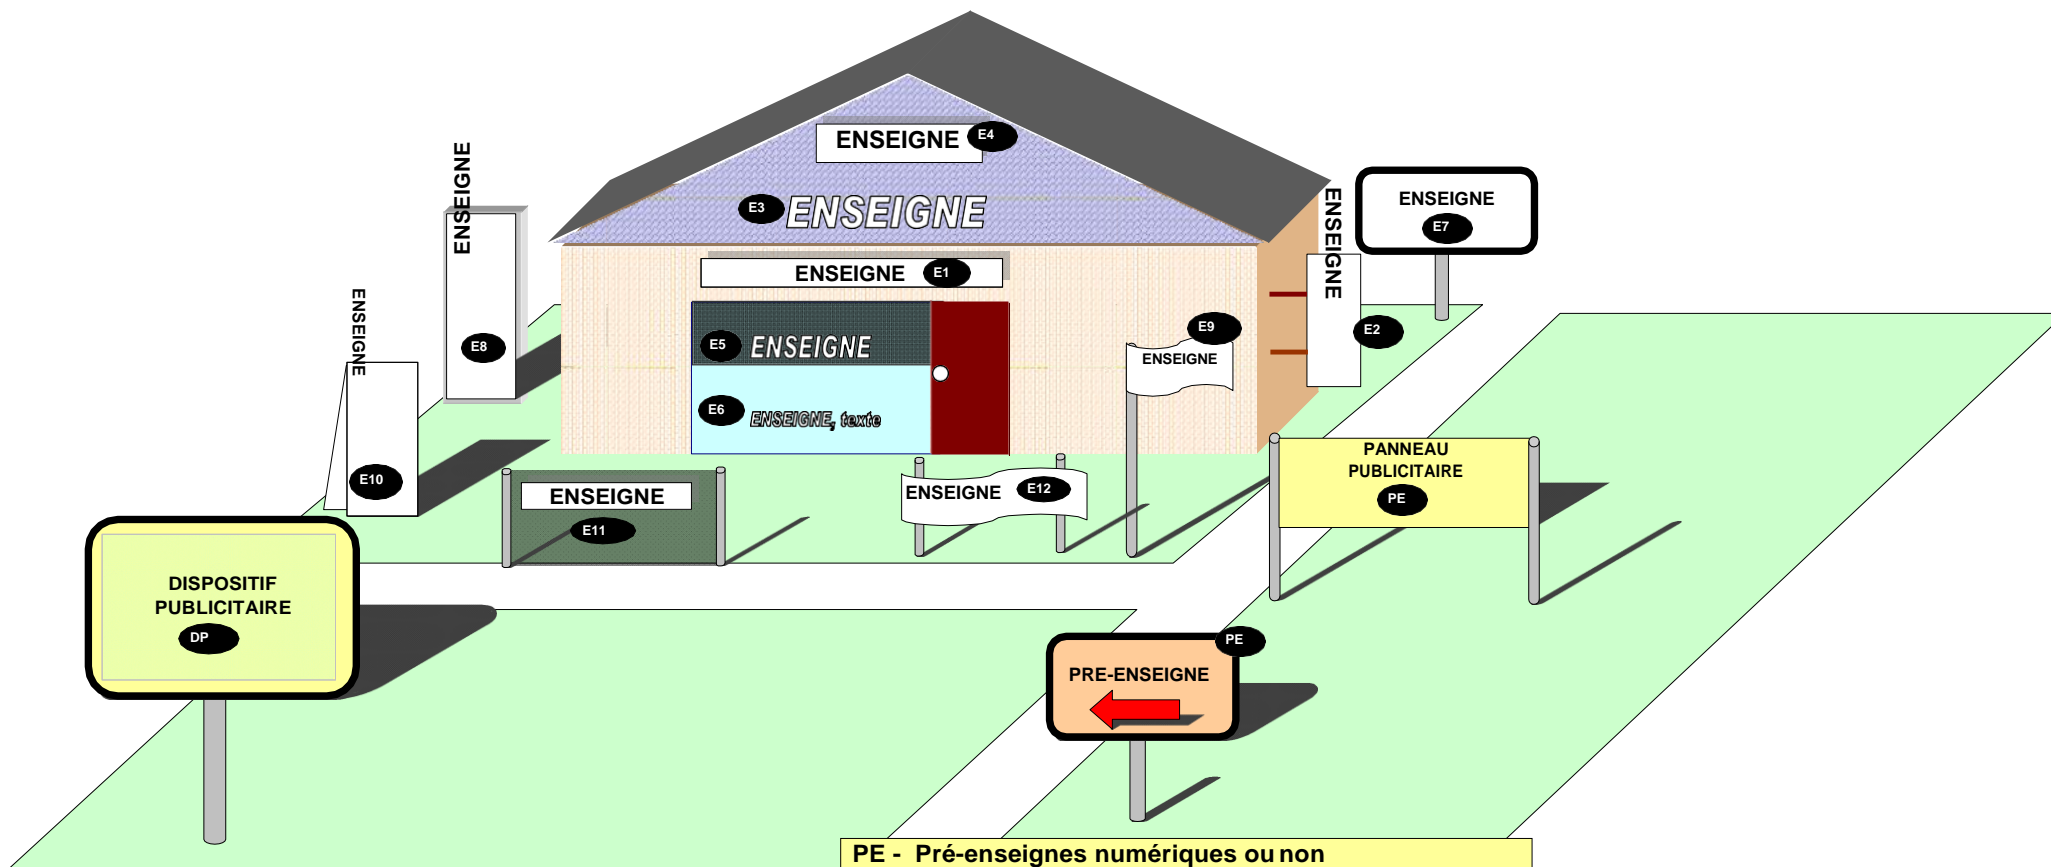 ENSEIGNE E4
E3 ENSEIGNE
ENSEIGNE E1
E5 ENSEIGNE
E6 ENSEIGNE, texte
ENSEIGNE
E8
ENSEIGNE
E10
ENSEIGNE
E7
ENSEIGNE
E2
E9
ENSEIGNE
ENSEIGNE
E11
ENSEIGNE E12
PANNEAU
PUBLICITAIRE
PE
DISPOSITIF
PUBLICITAIRE
DP
PE
PRE-ENSEIGNE
PE - Pré-enseignes numériques ou non